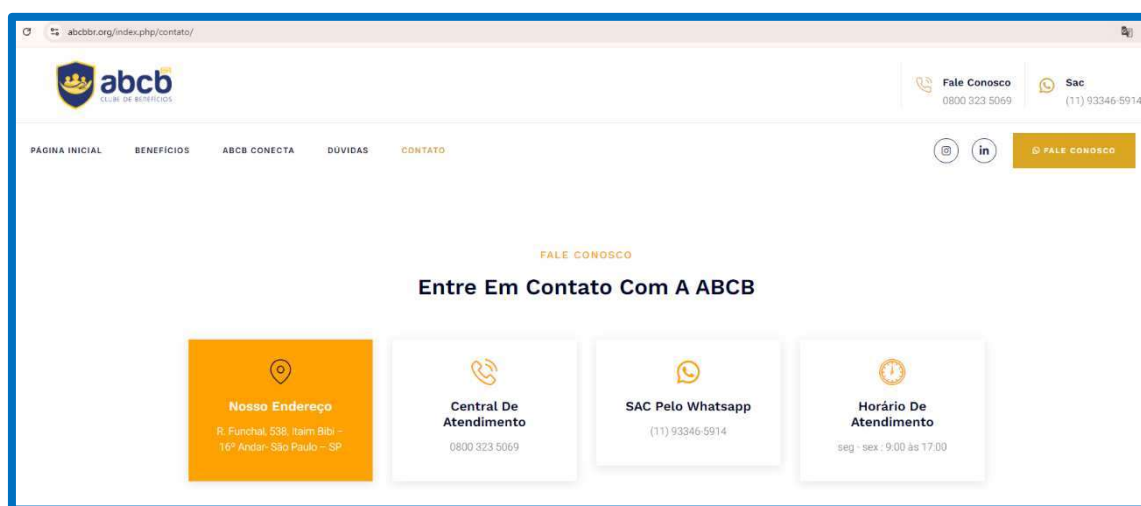 abcbbr.org/index.php/contato/
abcb
CLUBE DE BENEFÍCIOS
Fale Conosco
0800 323 5069
Sac
(11) 93346-5914
PÁGINA INICIAL
BENEFÍCIOS
ABCB CONECTA
DÚVIDAS
CONTATO
in
FALE CONOSCO
FALE CONOSCO
Entre Em Contato Com A ABCB
Nosso Endereço
R. Funchal, 538, Itaim Bibi –
16º Andar- São Paulo – SP
Central De
Atendimento
0800 323 5069
SAC Pelo Whatsapp
(11) 93346-5914
Horário De
Atendimento
seg - sex : 9:00 às 17:00